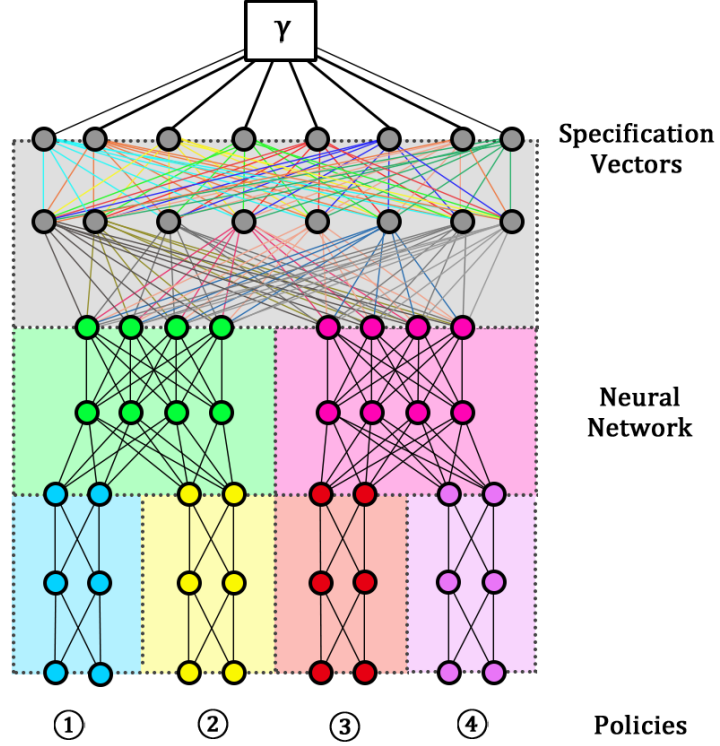 γ
Specification
Vectors
Neural
Network
① ② ③ ④ Policies